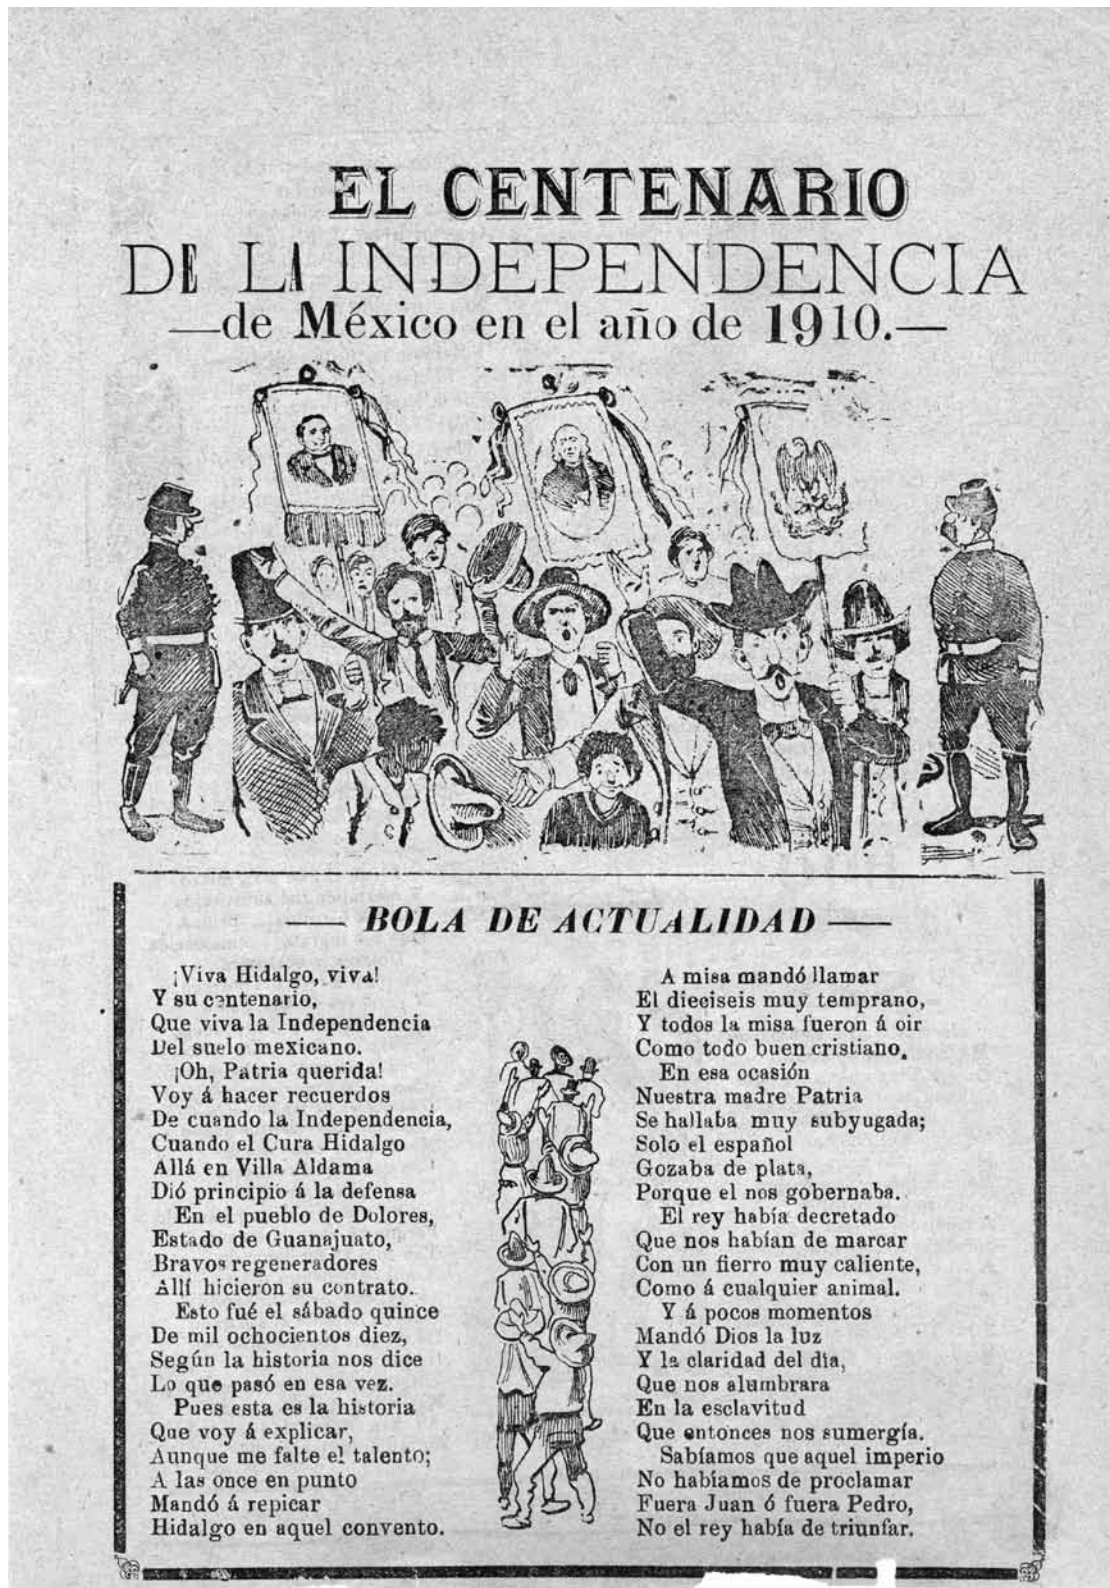 EL CENTENARIO
DE LA INDEPENDENCIA
—de México en el año de 1910.—
— BOLA DE ACTUALIDAD —
¡Viva Hidalgo, viva!
Y su centenario,
Que viva la Independencia
Del suelo mexicano.
¡Oh, Patria querida!
Voy á hacer recuerdos
De cuando la Independencia,
Cuando el Cura Hidalgo
Allá en Villa Aldama
Dió principio á la defensa
En el pueblo de Dolores,
Estado de Guanajuato,
Bravos regeneradores
Allí hicieron su contrato.
Esto fué el sábado quince
De mil ochocientos diez,
Según la historia nos dice
Lo que pasó en esa vez.
Pues esta es la historia
Que voy á explicar,
Aunque me falte el talento;
A las once en punto
Mandó á repicar
Hidalgo en aquel convento.
A misa mandó llamar
El dieciseis muy temprano,
Y todos la misa fueron á oir
Como todo buen cristiano.
En esa ocasión
Nuestra madre Patria
Se hallaba muy subyugada;
Solo el español
Gozaba de plata,
Porque el nos gobernaba.
El rey había decretado
Que nos habían de marcar
Con un fierro muy caliente,
Como á cualquier animal.
Y á pocos momentos
Mandó Dios la luz
Y la claridad del día,
Que nos alumbrara
En la esclavitud
Que entonces nos sumergía.
Sabíamos que aquel imperio
No habíamos de proclamar
Fuera Juan ó fuera Pedro,
No el rey había de triunfar.